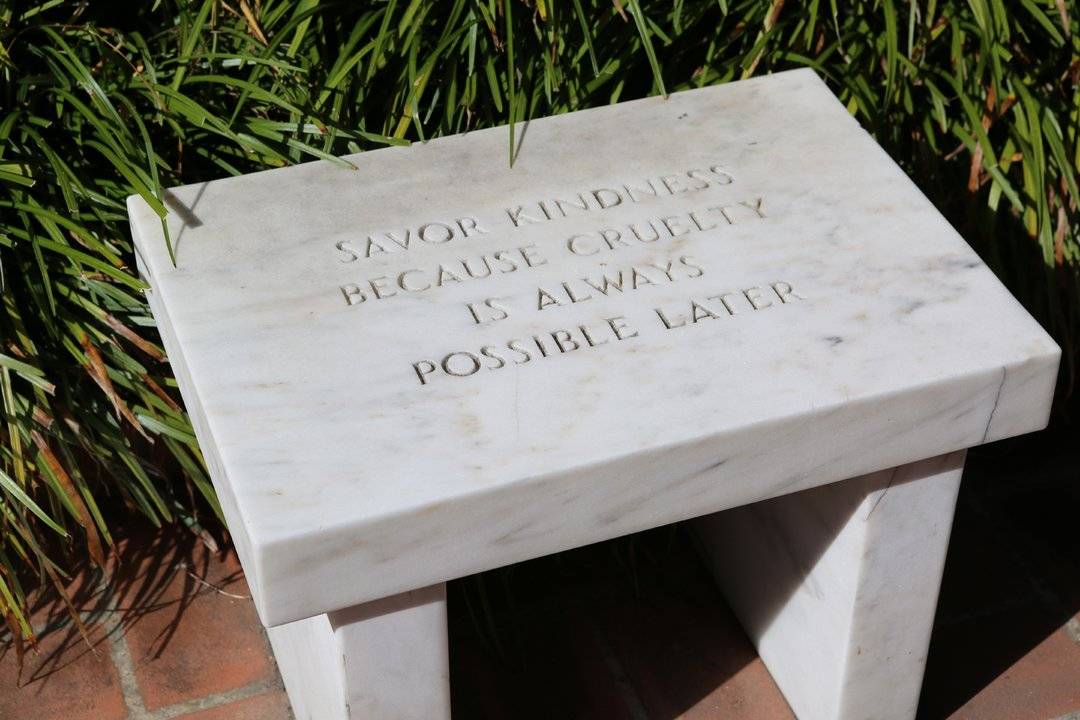 SAVOR KINDNESS
BECAUSE CRUELTY
IS ALWAYS
POSSIBLE LATER